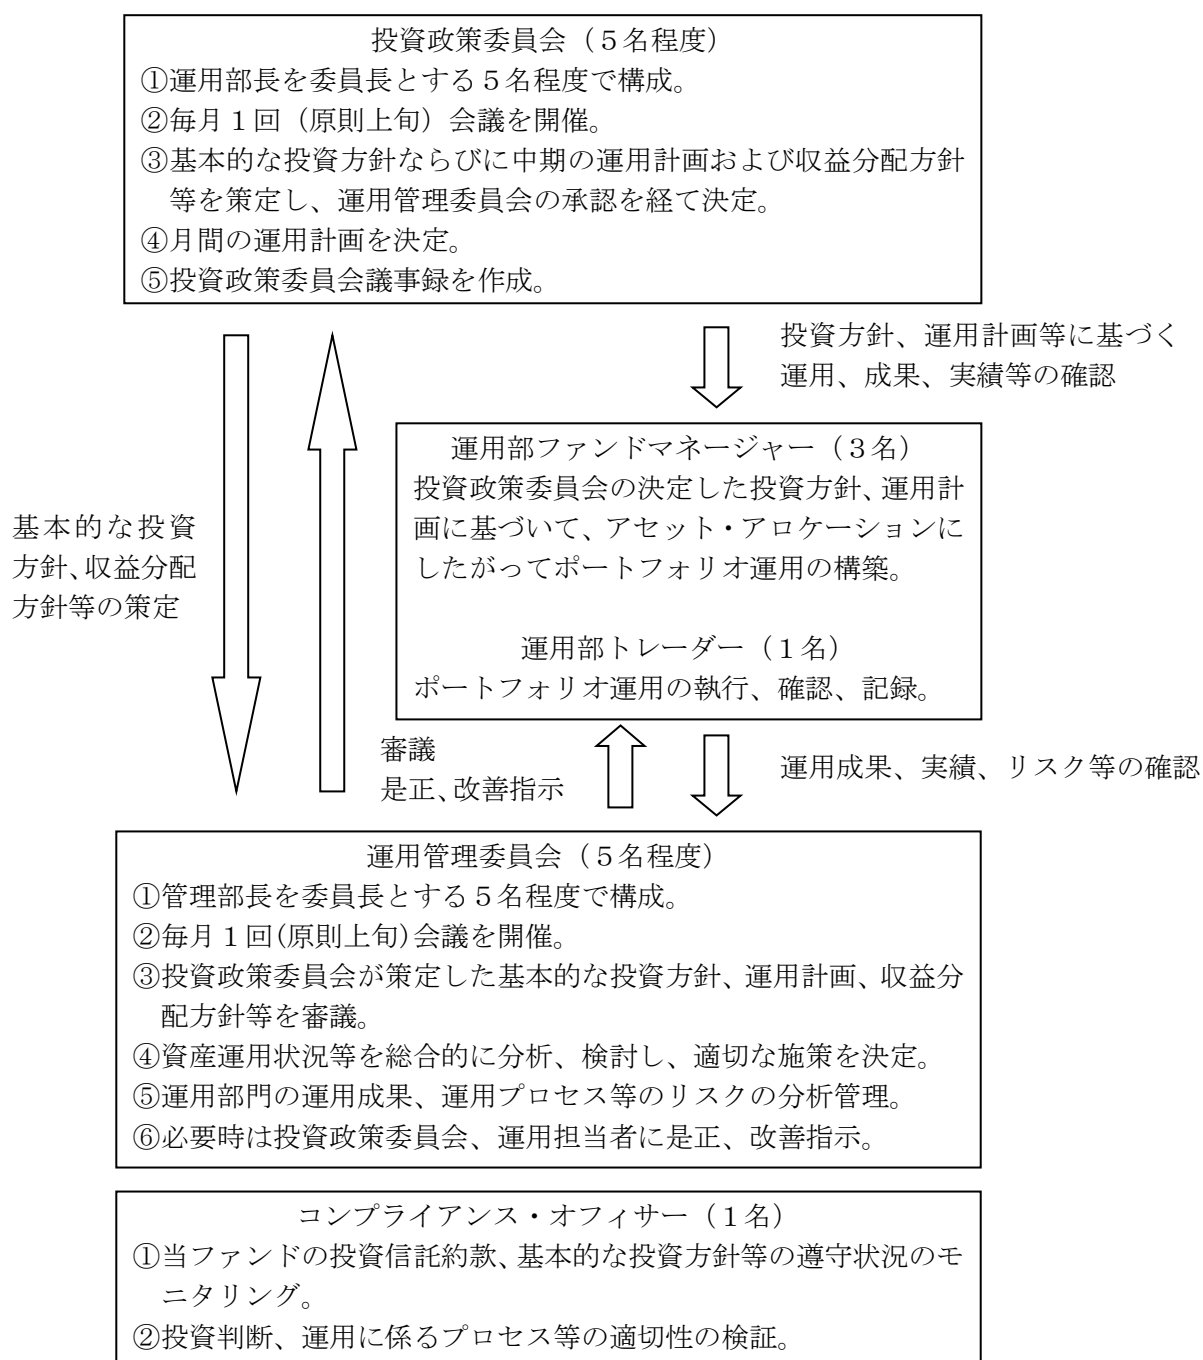 投資政策委員会（５名程度）
①運用部長を委員長とする５名程度で構成。
②毎月１回（原則上旬）会議を開催。
③基本的な投資方針ならびに中期の運用計画および収益分配方針
等を策定し、運用管理委員会の承認を経て決定。
④月間の運用計画を決定。
⑤投資政策委員会議事録を作成。
投資方針、運用計画等に基づく
運用、成果、実績等の確認
運用部ファンドマネージャー（３名）
投資政策委員会の決定した投資方針、運用計
画に基づいて、アセット・アロケーションに
したがってポートフォリオ運用の構築。
運用部トレーダー（１名）
ポートフォリオ運用の執行、確認、記録。
基本的な投資
方針、収益分配
方針等の策定
審議
是正、改善指示
運用成果、実績、リスク等の確認
運用管理委員会（５名程度）
①管理部長を委員長とする５名程度で構成。
②毎月１回(原則上旬)会議を開催。
③投資政策委員会が策定した基本的な投資方針、運用計画、収益分
配方針等を審議。
④資産運用状況等を総合的に分析、検討し、適切な施策を決定。
⑤運用部門の運用成果、運用プロセス等のリスクの分析管理。
⑥必要時は投資政策委員会、運用担当者に是正、改善指示。
コンプライアンス・オフィサー（１名）
①当ファンドの投資信託約款、基本的な投資方針等の遵守状況のモ
ニタリング。
②投資判断、運用に係るプロセス等の適切性の検証。